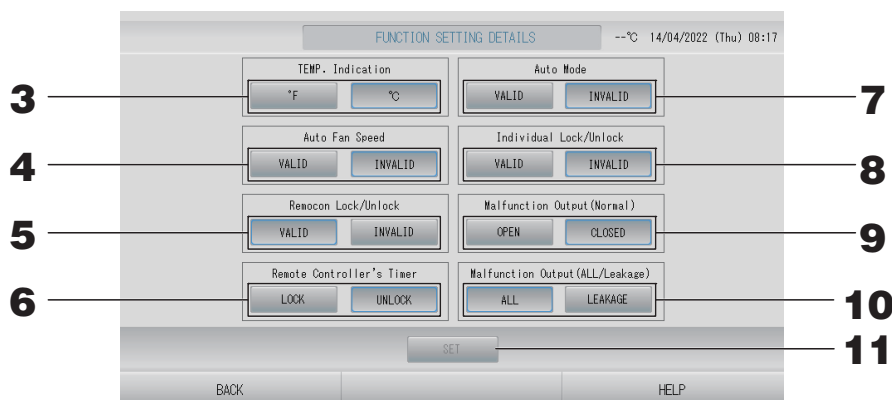 FUNCTION SETTING DETAILS --℃ 14/04/2022 (Thu) 08:17
TEMP. Indication Auto Mode
3 °F ℃ VALID INVALID 7
Auto Fan Speed Individual Lock/Unlock
4 VALID INVALID VALID INVALID 8
Remocon Lock/Unlock Malfunction Output(Normal)
5 VALID INVALID OPEN CLOSED 9
Remote Controller's Timer Malfunction Output(ALL/Leakage)
6 LOCK UNLOCK ALL LEAKAGE 10
SET 11
BACK HELP